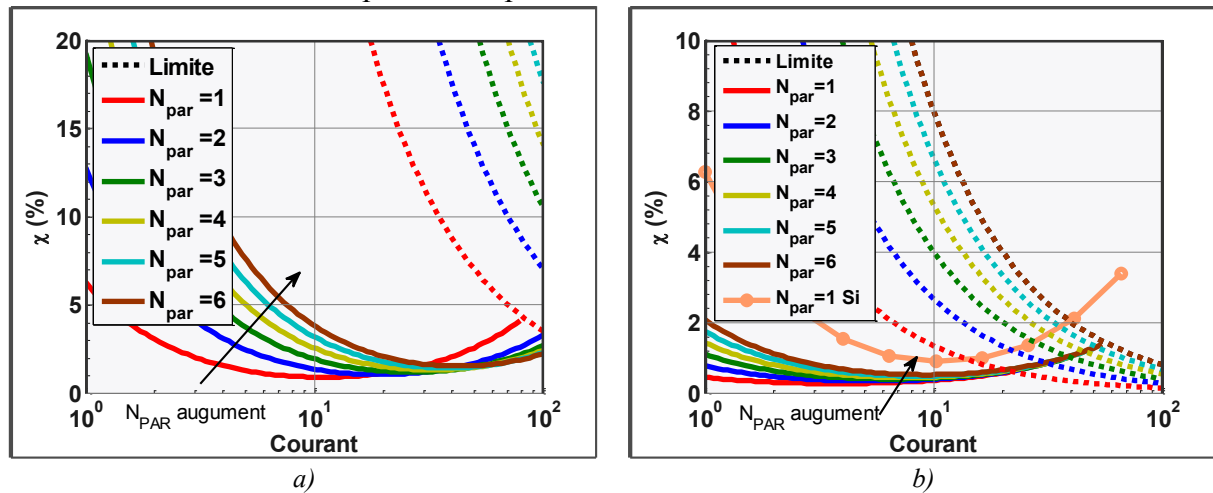 a)
20
15
10
5
0
χ (%)
Limite
N_par=1
N_par=2
N_par=3
N_par=4
N_par=5
N_par=6
N_PAR augument
10^0
10^1
10^2
Courant
b)
10
8
6
4
2
0
χ (%)
Limite
N_par=1
N_par=2
N_par=3
N_par=4
N_par=5
N_par=6
N_par=1 Si
N_PAR augument
10^0
10^1
10^2
Courant